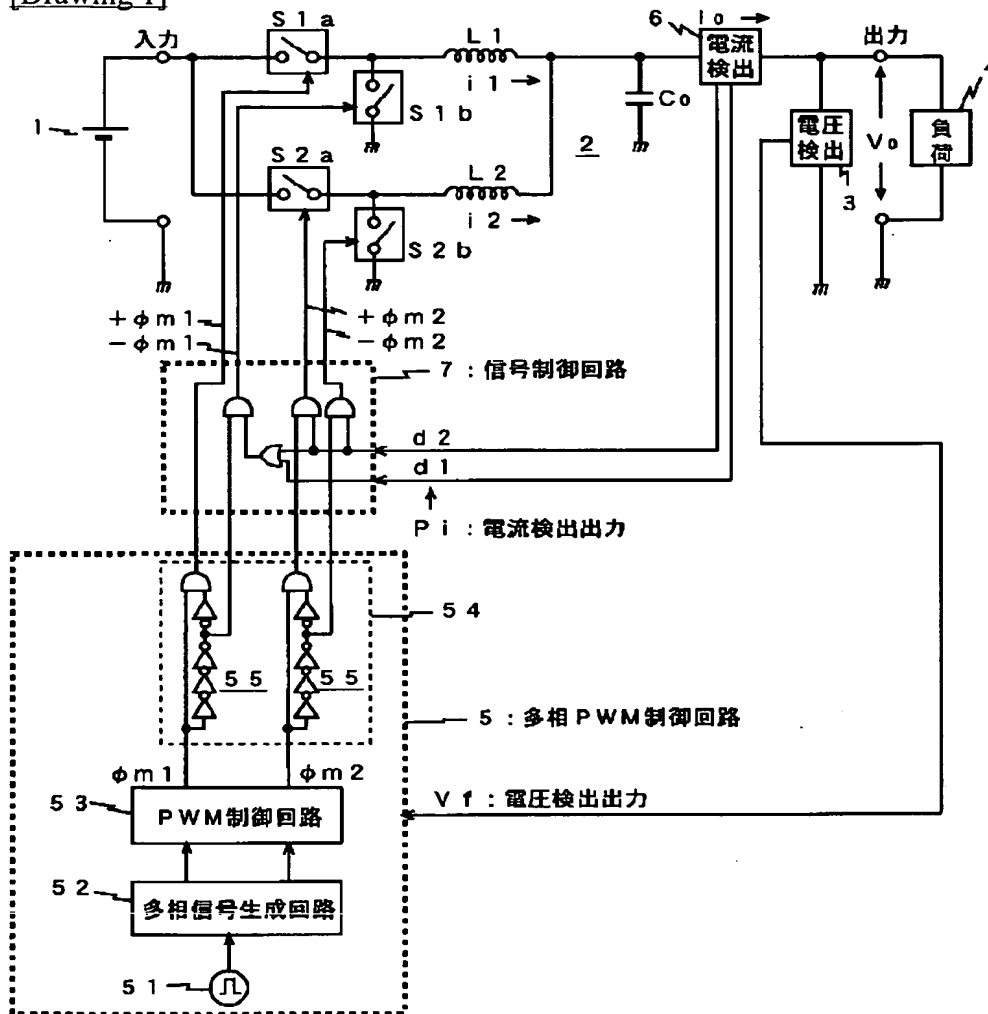 [Drawing 1]
S1a
6
Io →
入力
L1
電流
検出
出力
i1 →
1
S1b
Co
2
電圧
検出
Vo
負
荷
S2a
L2
3
i2 →
S2b
+φm1
-φm1
+φm2
-φm2
7：信号制御回路
d2
d1
Pi：電流検出出力
54
55
55
5：多相PWM制御回路
φm1
φm2
53
PWM制御回路
Vf：電圧検出出力
52
多相信号生成回路
51